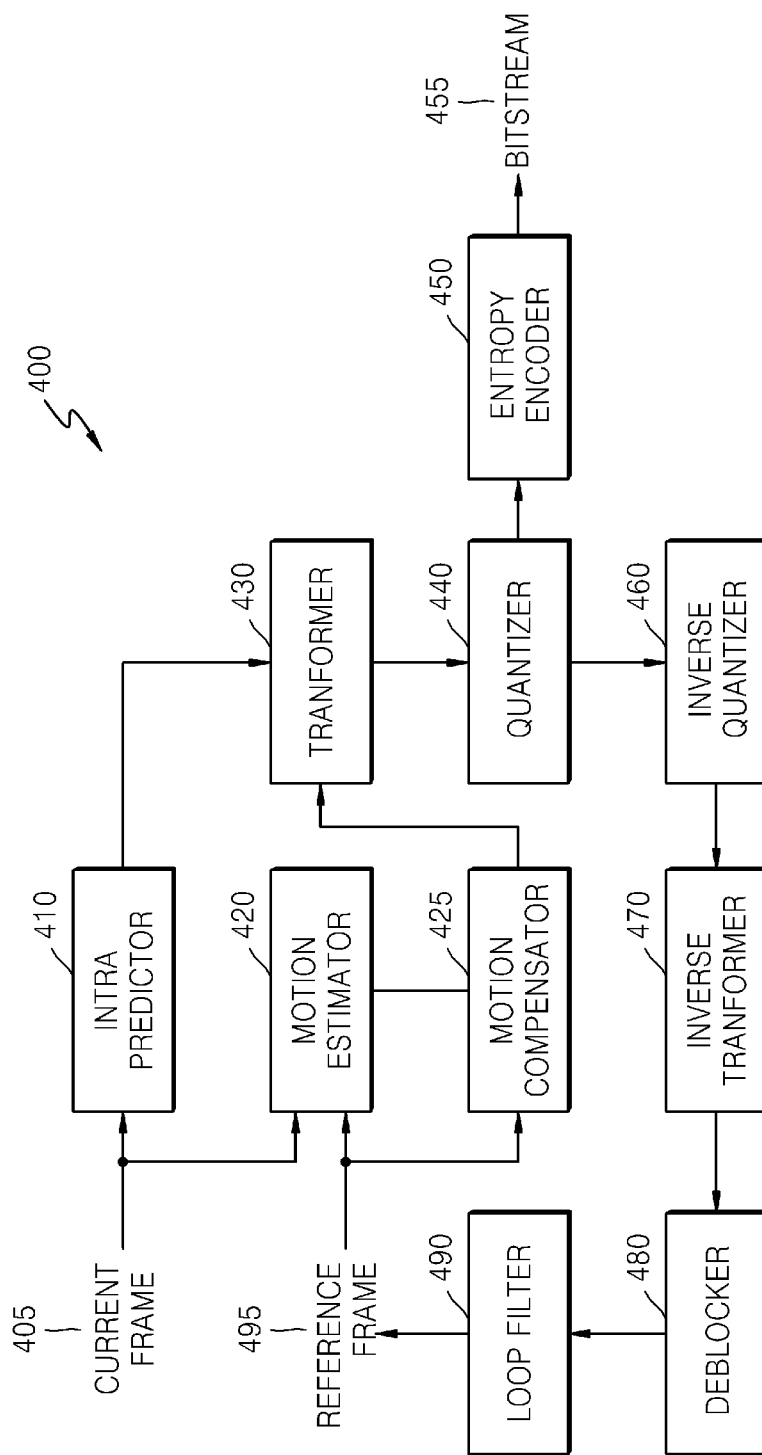 400
405
CURRENT
FRAME
410
INTRA
PREDICTOR
495
REFERENCE
FRAME
420
MOTION
ESTIMATOR
430
TRANFORMER
425
MOTION
COMPENSATOR
440
QUANTIZER
450
ENTROPY
ENCODER
455
BITSTREAM
490
LOOP FILTER
480
DEBLOCKER
470
INVERSE
TRANFORMER
460
INVERSE
QUANTIZER